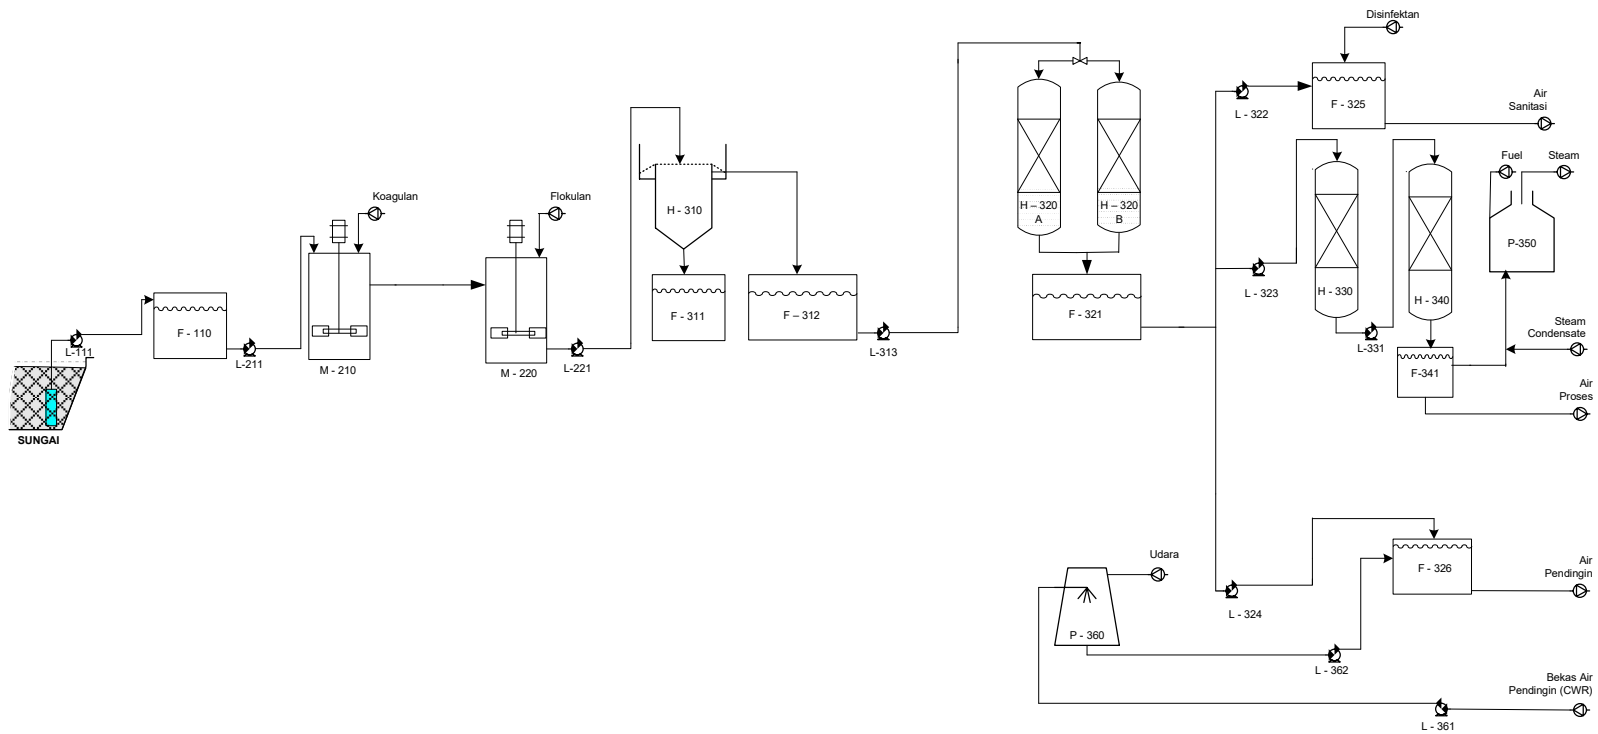 Disinfektan
F - 325
L - 322
Air
Sanitasi
H – 320
A
H – 320
B
Fuel
Steam
Koagulan
Flokulan
H - 310
P-350
L - 323
H - 330
H - 340
F - 110
F - 311
F – 312
F - 321
L-111
L-211
M - 210
M - 220
L-221
L-313
L-331
Steam
Condensate
F-341
Air
Proses
SUNGAI
Udara
F - 326
Air
Pendingin
L - 324
P - 360
L - 362
Bekas Air
Pendingin (CWR)
L - 361